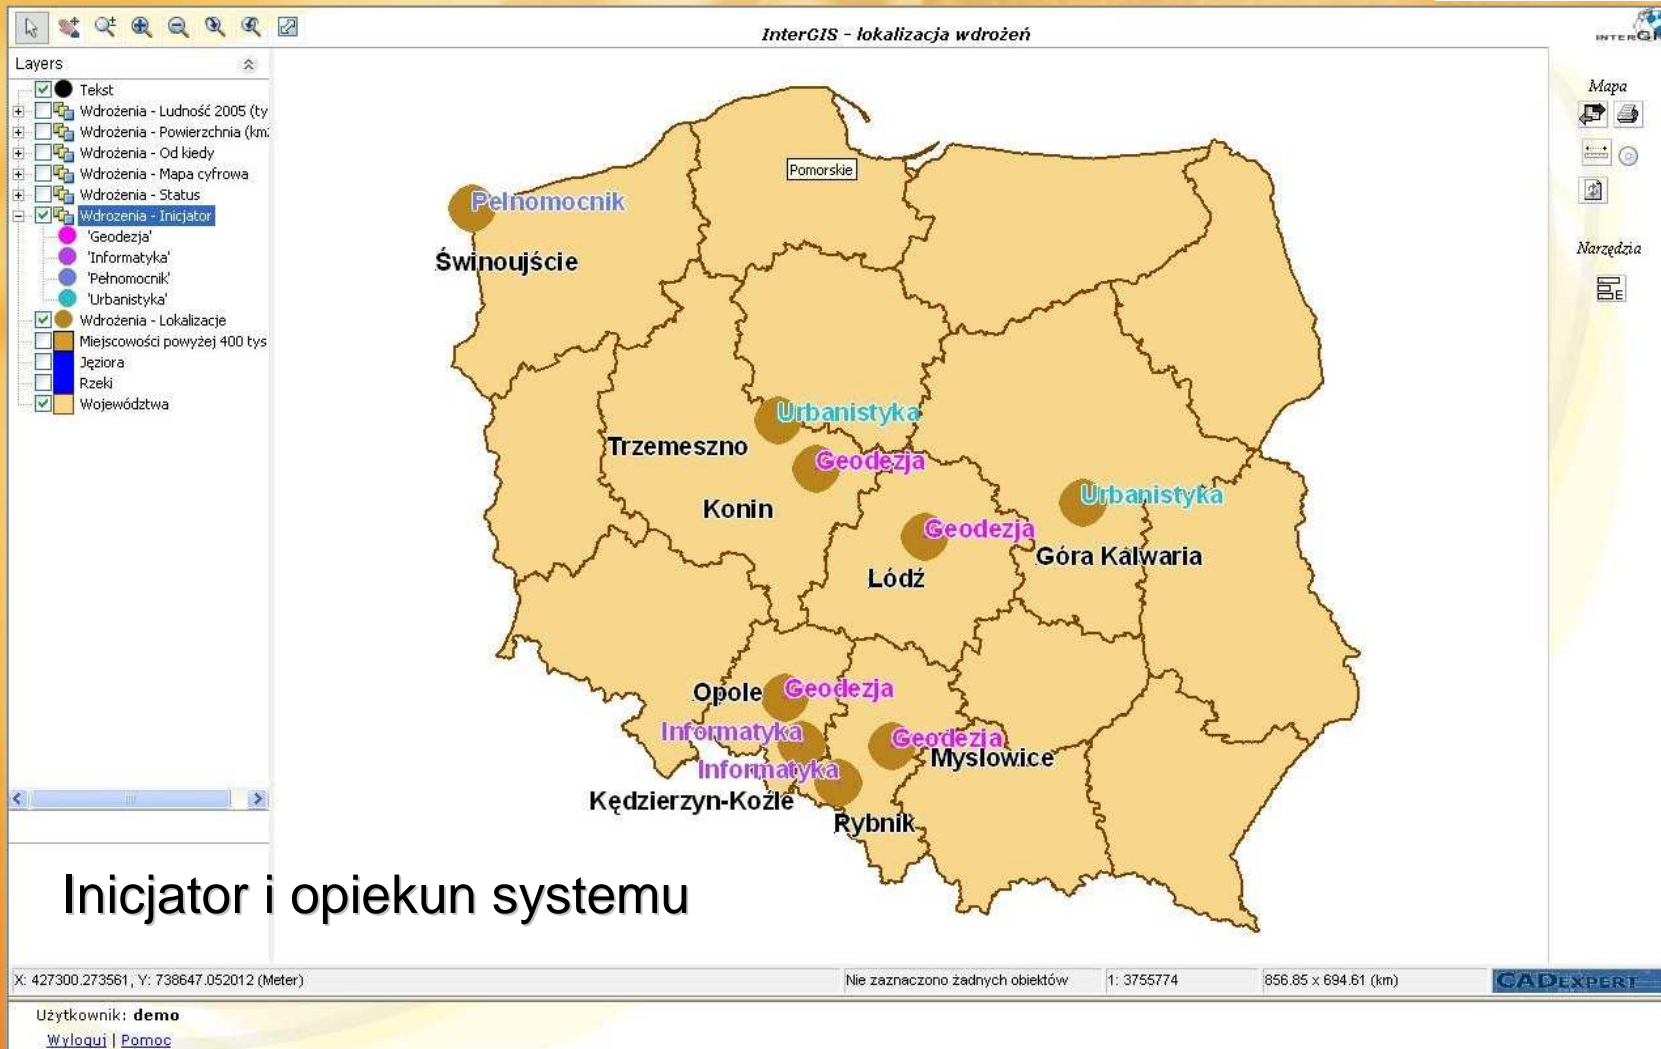 InterGIS - lokalizacja wdrożeń
Layers
Tekst
Wdrożenia - Ludność 2005 (ty
Wdrożenia - Powierzchnia (km
Wdrożenia - Od kiedy
Wdrożenia - Mapa cyfrowa
Wdrożenia - Status
Wdrozenia - Inicjator
'Geodezja'
'Informatyka'
'Pełnomocnik'
'Urbanistyka'
Wdrożenia - Lokalizacje
Miejscowości powyżej 400 tys
Jęziora
Rzeki
Województwa
Mapa
Narzędzia
Pomorskie
Pełnomocnik
Świnoujście
Urbanistyka
Trzemeszno
Geodezja
Konin
Urbanistyka
Geodezja
Góra Kalwaria
Łódź
Opole
Geodezja
Informatyka
Geodezja
Mysłowice
Informatyka
Kędzierzyn-Koźle
Rybnik
Inicjator i opiekun systemu
X: 427300.273561, Y: 738647.052012 (Meter)
Nie zaznaczono żadnych obiektów
1: 3755774
856.85 x 694.61 (km)
CADEXPERT
Użytkownik: demo
Wyloguj | Pomoc